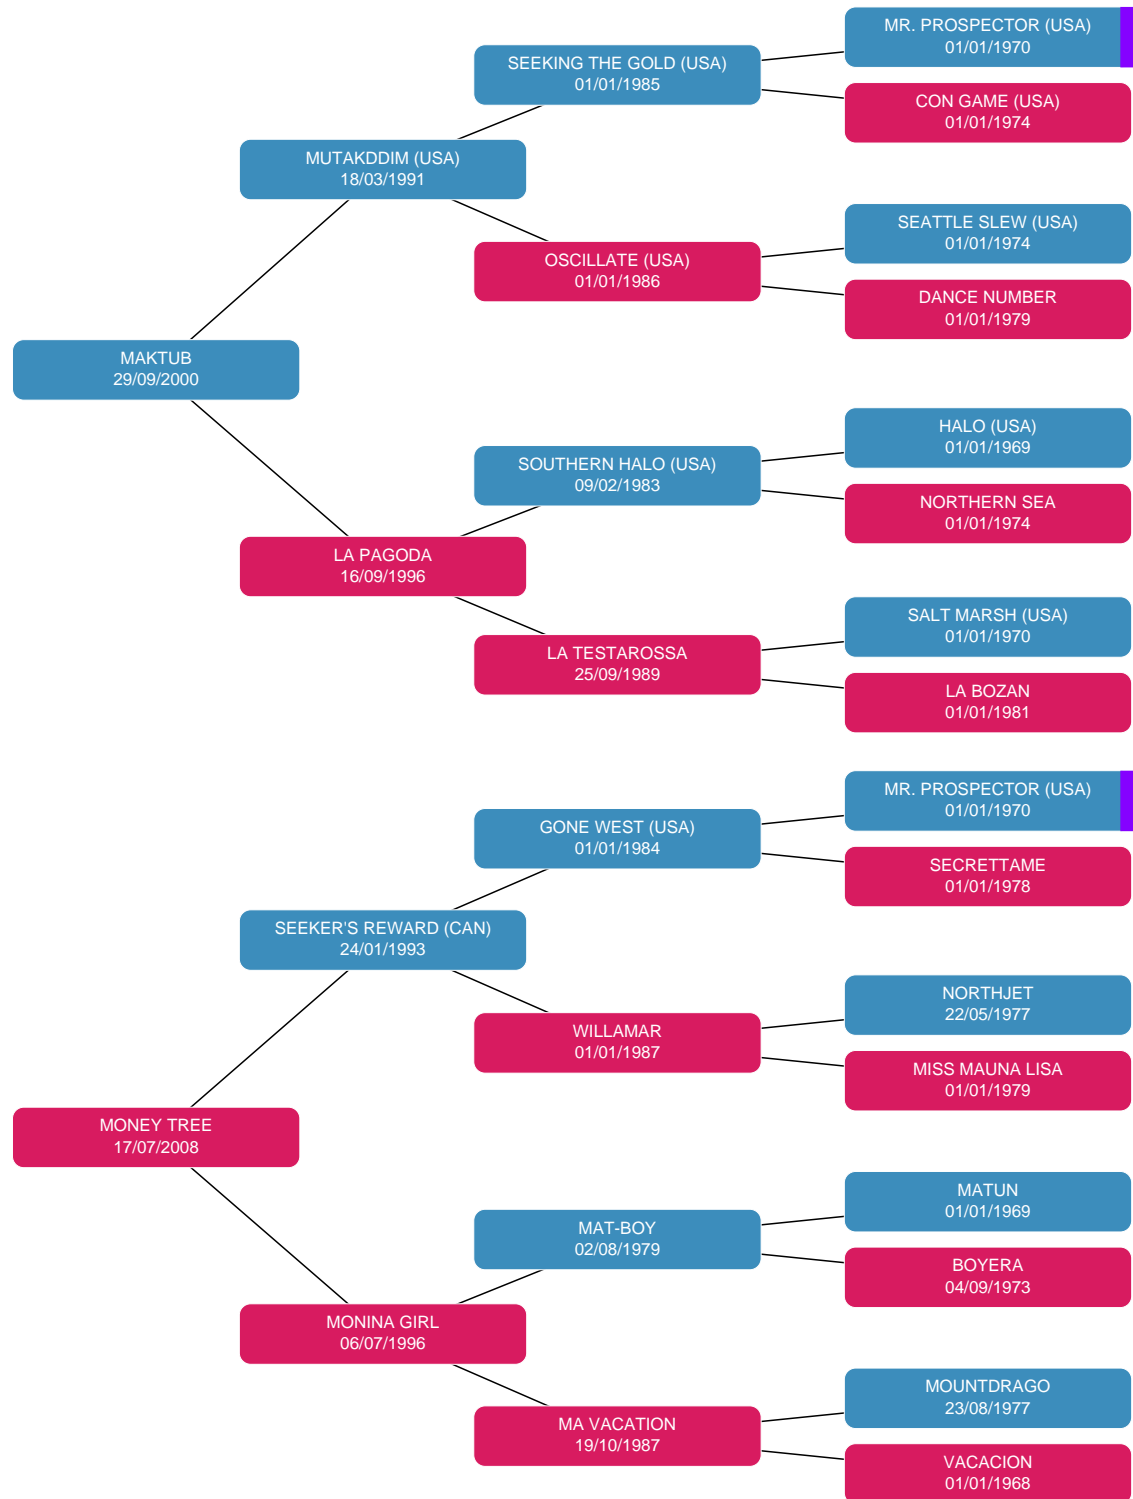 MR. PROSPECTOR (USA)
01/01/1970
SEEKING THE GOLD (USA)
01/01/1985
CON GAME (USA)
01/01/1974
MUTAKDDIM (USA)
18/03/1991
SEATTLE SLEW (USA)
01/01/1974
OSCILLATE (USA)
01/01/1986
DANCE NUMBER
01/01/1979
MAKTUB
29/09/2000
HALO (USA)
01/01/1969
SOUTHERN HALO (USA)
09/02/1983
NORTHERN SEA
01/01/1974
LA PAGODA
16/09/1996
SALT MARSH (USA)
01/01/1970
LA TESTAROSSA
25/09/1989
LA BOZAN
01/01/1981
MR. PROSPECTOR (USA)
01/01/1970
GONE WEST (USA)
01/01/1984
SECRETTAME
01/01/1978
SEEKER'S REWARD (CAN)
24/01/1993
NORTHJET
22/05/1977
WILLAMAR
01/01/1987
MISS MAUNA LISA
01/01/1979
MONEY TREE
17/07/2008
MATUN
01/01/1969
MAT-BOY
02/08/1979
BOYERA
04/09/1973
MONINA GIRL
06/07/1996
MOUNTDRAGO
23/08/1977
MA VACATION
19/10/1987
VACACION
01/01/1968